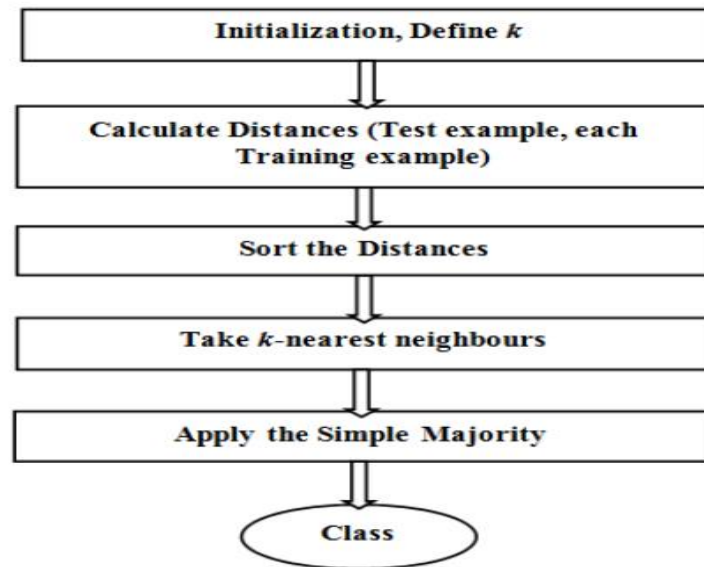 Initialization, Define k
Calculate Distances (Test example, each
Training example)
Sort the Distances
Take k-nearest neighbours
Apply the Simple Majority
Class